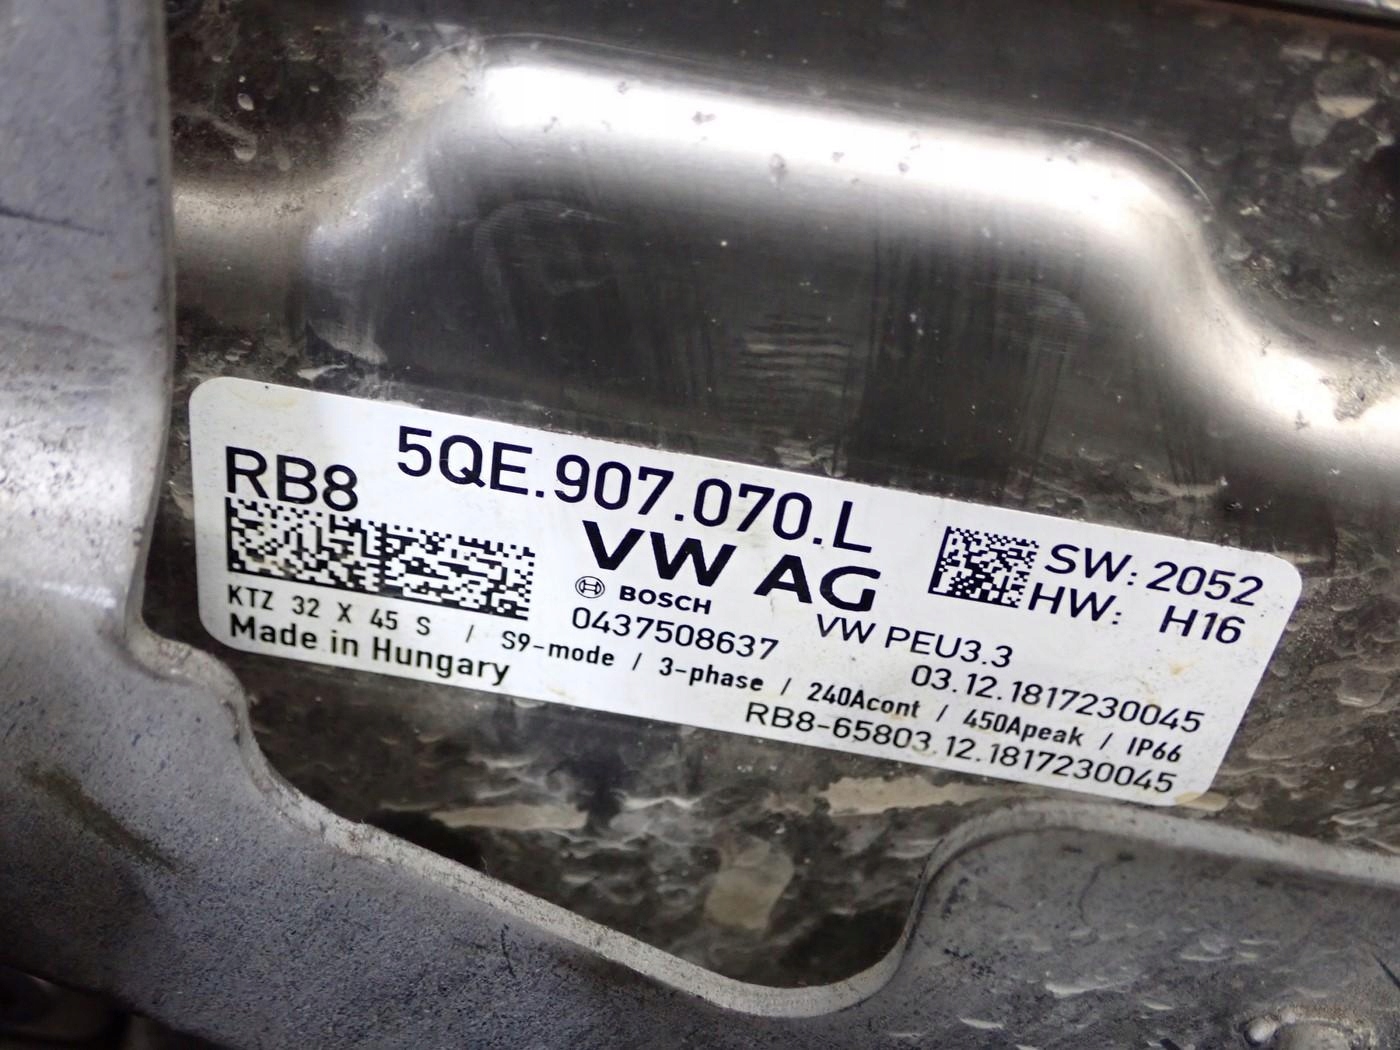 5QE.907.070.L
RB8
VW AG
SW: 2052
HW: H16
BOSCH
VW PEU3.3
0437508637
03.12.1817230045
KTZ 32 X 45 S / S9-mode / 3-phase / 240Acont / 450Apeak / IP66
Made in Hungary
RB8-65803.12.1817230045